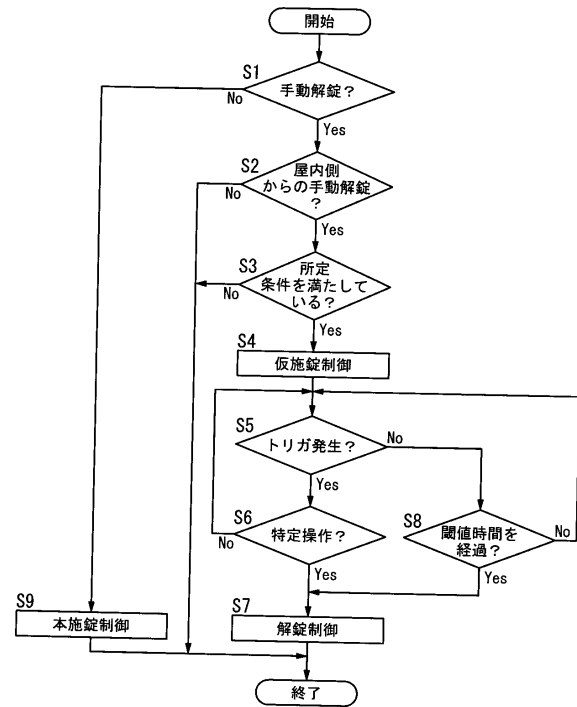 開始
S1
手動解錠？
No
Yes
S2
屋内側
からの手動解錠
？
No
Yes
S3
所定
条件を満たして
いる？
No
Yes
S4
仮施錠制御
S5
トリガ発生？
No
Yes
S6
特定操作？
No
Yes
S8
閾値時間を
経過？
No
Yes
S9
本施錠制御
S7
解錠制御
終了